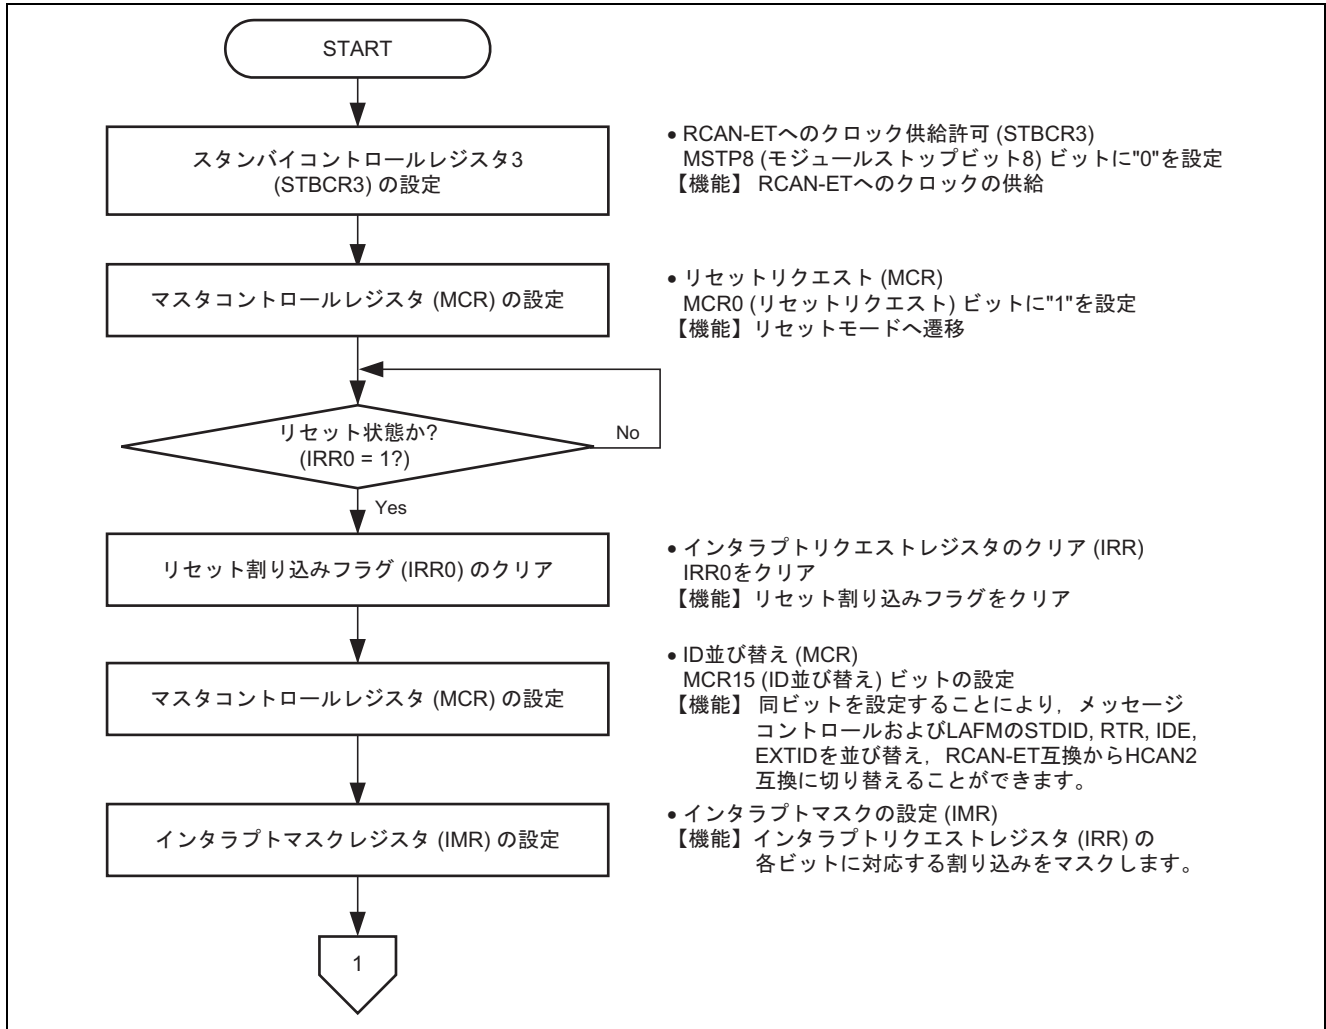 START
スタンバイコントロールレジスタ3
(STBCR3) の設定
• RCAN-ETへのクロック供給許可 (STBCR3)
MSTP8 (モジュールストップビット8) ビットに"0"を設定
【機能】 RCAN-ETへのクロックの供給
マスタコントロールレジスタ (MCR) の設定
• リセットリクエスト (MCR)
MCR0 (リセットリクエスト) ビットに"1"を設定
【機能】リセットモードへ遷移
リセット状態か?
(IRR0 = 1?)
No
Yes
リセット割り込みフラグ (IRR0) のクリア
• インタラプトリクエストレジスタのクリア (IRR)
IRR0をクリア
【機能】リセット割り込みフラグをクリア
マスタコントロールレジスタ (MCR) の設定
• ID並び替え (MCR)
MCR15 (ID並び替え) ビットの設定
【機能】 同ビットを設定することにより，メッセージ
コントロールおよびLAFMのSTDID, RTR, IDE,
EXTIDを並び替え，RCAN-ET互換からHCAN2
互換に切り替えることができます。
インタラプトマスクレジスタ (IMR) の設定
• インタラプトマスクの設定 (IMR)
【機能】インタラプトリクエストレジスタ (IRR) の
各ビットに対応する割り込みをマスクします。
1